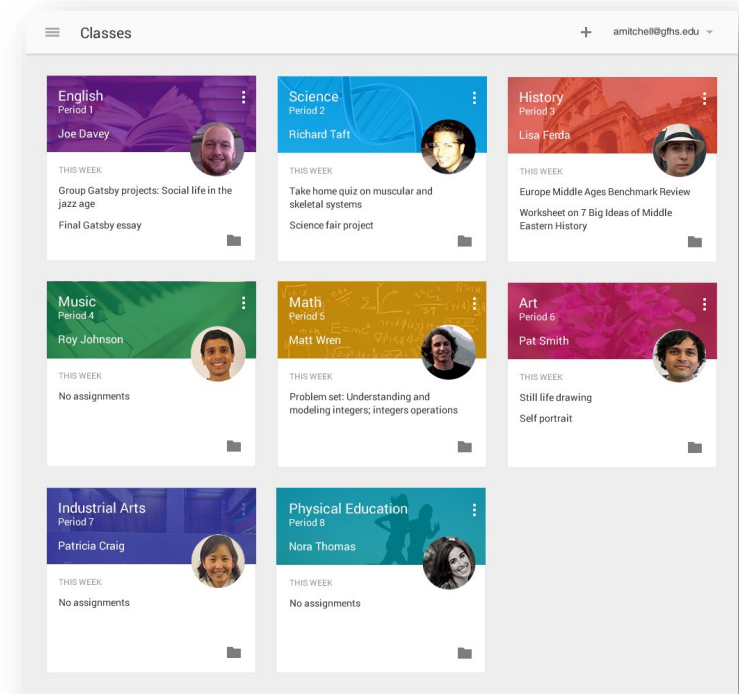 Classes
amitchell@gfhs.edu
English
Period 1
Joe Davey
THIS WEEK
Group Gatsby projects: Social life in the
jazz age
Final Gatsby essay
Science
Period 2
Richard Taft
THIS WEEK
Take home quiz on muscular and
skeletal systems
Science fair project
History
Period 3
Lisa Ferda
THIS WEEK
Europe Middle Ages Benchmark Review
Worksheet on 7 Big Ideas of Middle
Eastern History
Music
Period 4
Roy Johnson
THIS WEEK
No assignments
Math
Period 5
Matt Wren
E=mc²
THIS WEEK
Problem set: Understanding and
modeling integers; integers operations
Art
Period 6
Pat Smith
THIS WEEK
Still life drawing
Self portrait
Industrial Arts
Period 7
Patricia Craig
THIS WEEK
No assignments
Physical Education
Period 8
Nora Thomas
THIS WEEK
No assignments